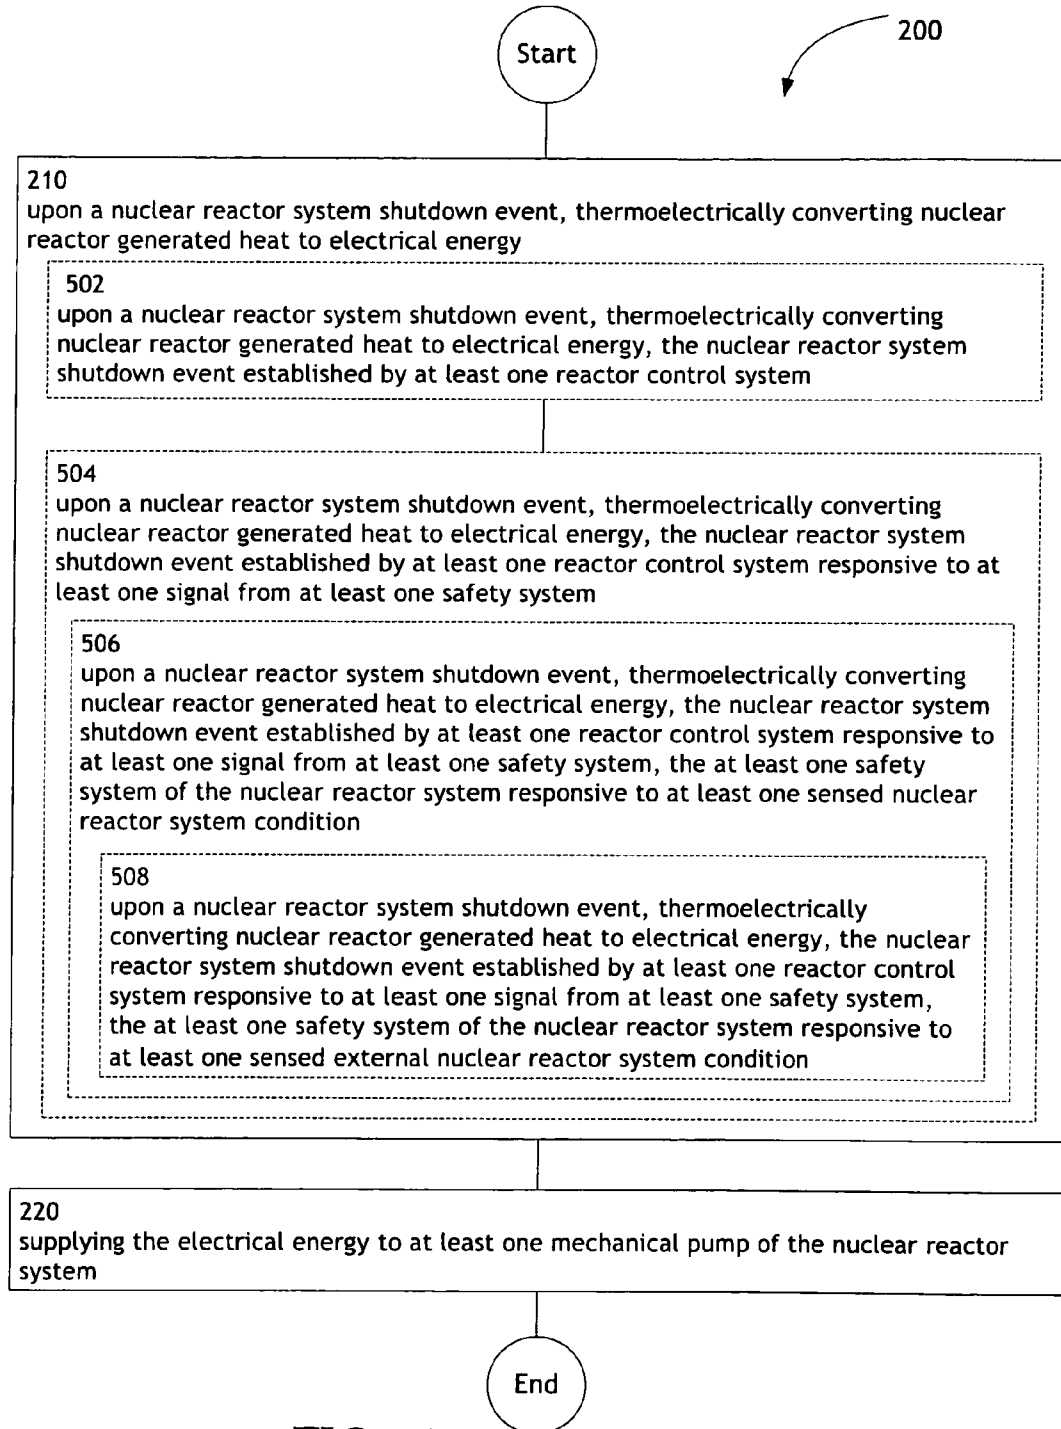 Start
200
210
upon a nuclear reactor system shutdown event, thermoelectrically converting nuclear
reactor generated heat to electrical energy
502
upon a nuclear reactor system shutdown event, thermoelectrically converting
nuclear reactor generated heat to electrical energy, the nuclear reactor system
shutdown event established by at least one reactor control system
504
upon a nuclear reactor system shutdown event, thermoelectrically converting
nuclear reactor generated heat to electrical energy, the nuclear reactor system
shutdown event established by at least one reactor control system responsive to at
least one signal from at least one safety system
506
upon a nuclear reactor system shutdown event, thermoelectrically converting
nuclear reactor generated heat to electrical energy, the nuclear reactor system
shutdown event established by at least one reactor control system responsive to
at least one signal from at least one safety system, the at least one safety
system of the nuclear reactor system responsive to at least one sensed nuclear
reactor system condition
508
upon a nuclear reactor system shutdown event, thermoelectrically
converting nuclear reactor generated heat to electrical energy, the nuclear
reactor system shutdown event established by at least one reactor control
system responsive to at least one signal from at least one safety system,
the at least one safety system of the nuclear reactor system responsive to
at least one sensed external nuclear reactor system condition
220
supplying the electrical energy to at least one mechanical pump of the nuclear reactor
system
End